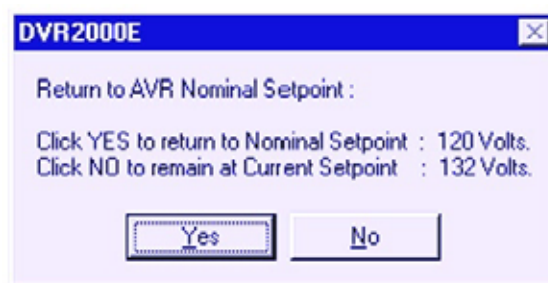 DVR2000E
Return to AVR Nominal Setpoint :
Click YES to return to Nominal Setpoint : 120 Volts.
Click NO to remain at Current Setpoint : 132 Volts.
Yes No